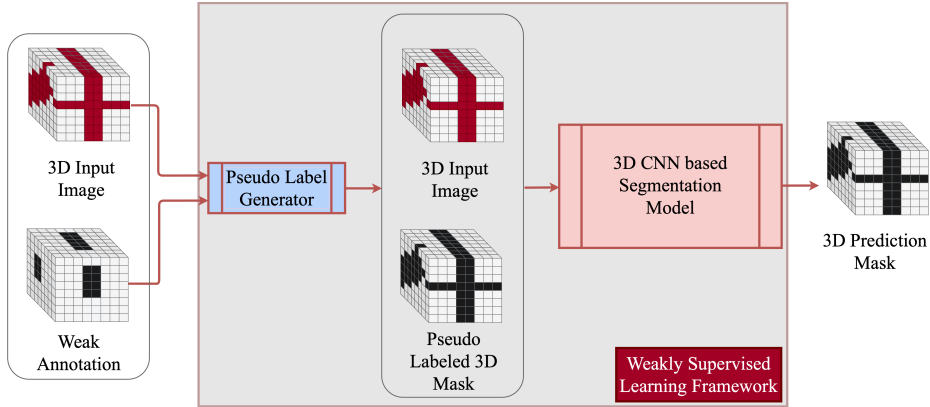 3D Input
Image
Weak
Annotation
Pseudo Label
Generator
3D Input
Image
Pseudo
Labeled 3D
Mask
3D CNN based
Segmentation
Model
3D Prediction
Mask
Weakly Supervised
Learning Framework